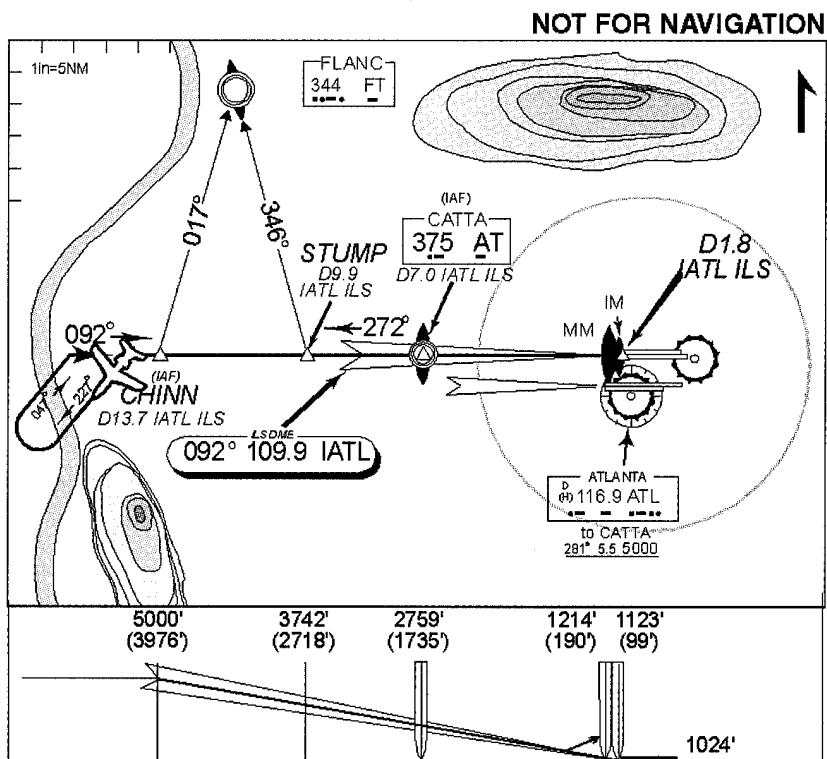 NOT FOR NAVIGATION
1in=5NM
FLANC
344 FT
017°
346°
(IAF)
CATTA
375 AT
D7.0 IATL ILS
STUMP
D9.9
IATL ILS
D1.8
IATL ILS
IM
MM
272°
092°
(IAF)
CHINN
D13.7 IATL ILS
047°
227°
ILS DME
092° 109.9 IATL
ATLANTA
D
(H) 116.9 ATL
to CATTA
281° 5.5 5000
5000' 3742' 2759' 1214' 1123'
(3976') (2718') (1735') (190') (99')
1024'